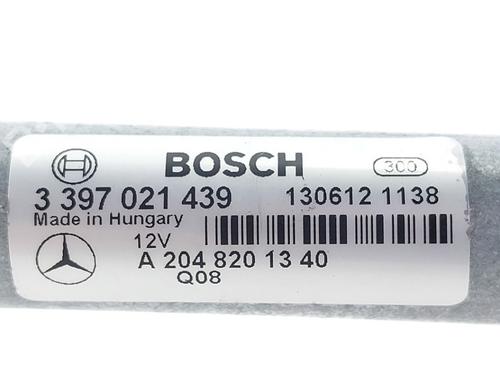 BOSCH 300
3 397 021 439 130612 1138
Made in Hungary
12V
A 204 820 13 40
Q08